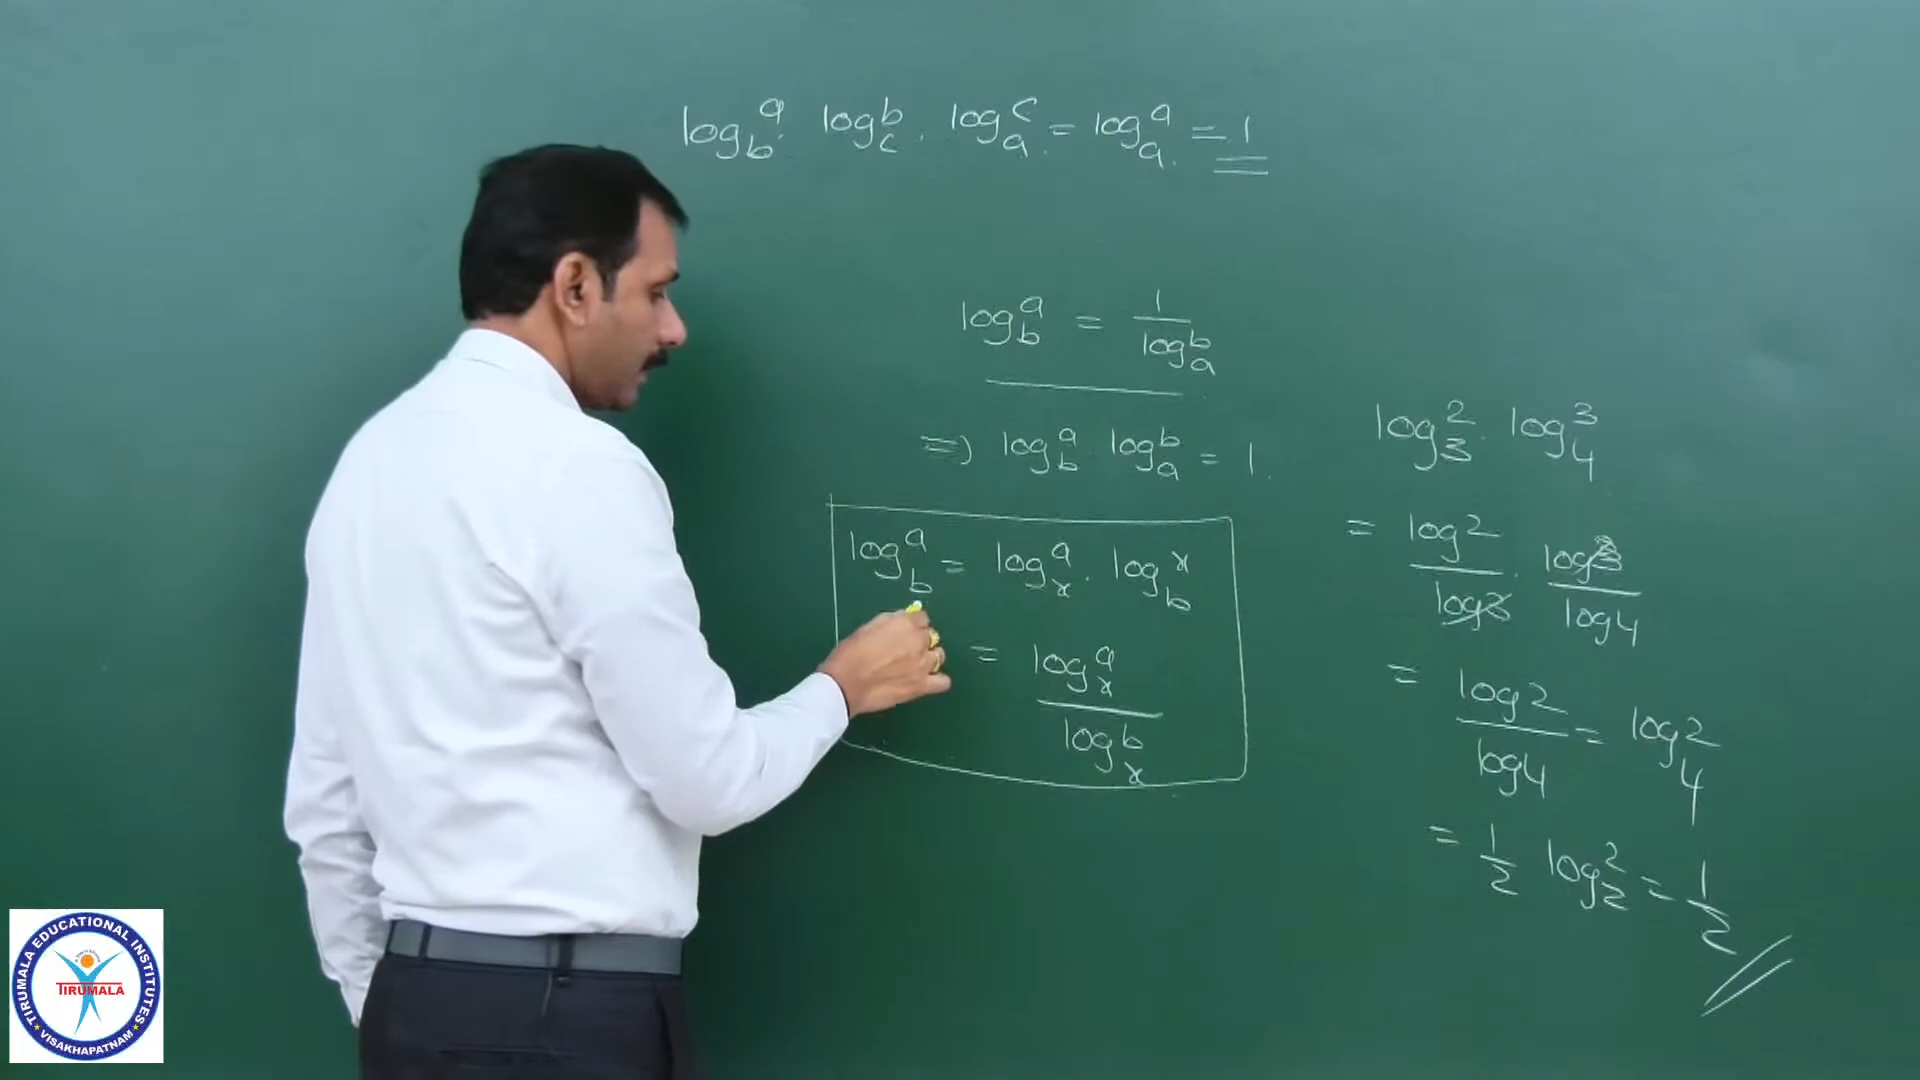 log_b^a . log_c^b . log_a^c = log_a^a = 1
log_b^a = 1/log_a^b
=> log_b^a . log_a^b = 1.
log_b^a = log_x^a . log_b^x
= log_x^a / log_x^b
log_3^2 . log_4^3
= log2/log3 . log3/log4
= log2/log4 = log_4^2
= 1/2 log_2^2 = 1/2
TIRUMALA EDUCATIONAL INSTITUTES
TIRUMALA
VISAKHAPATNAM